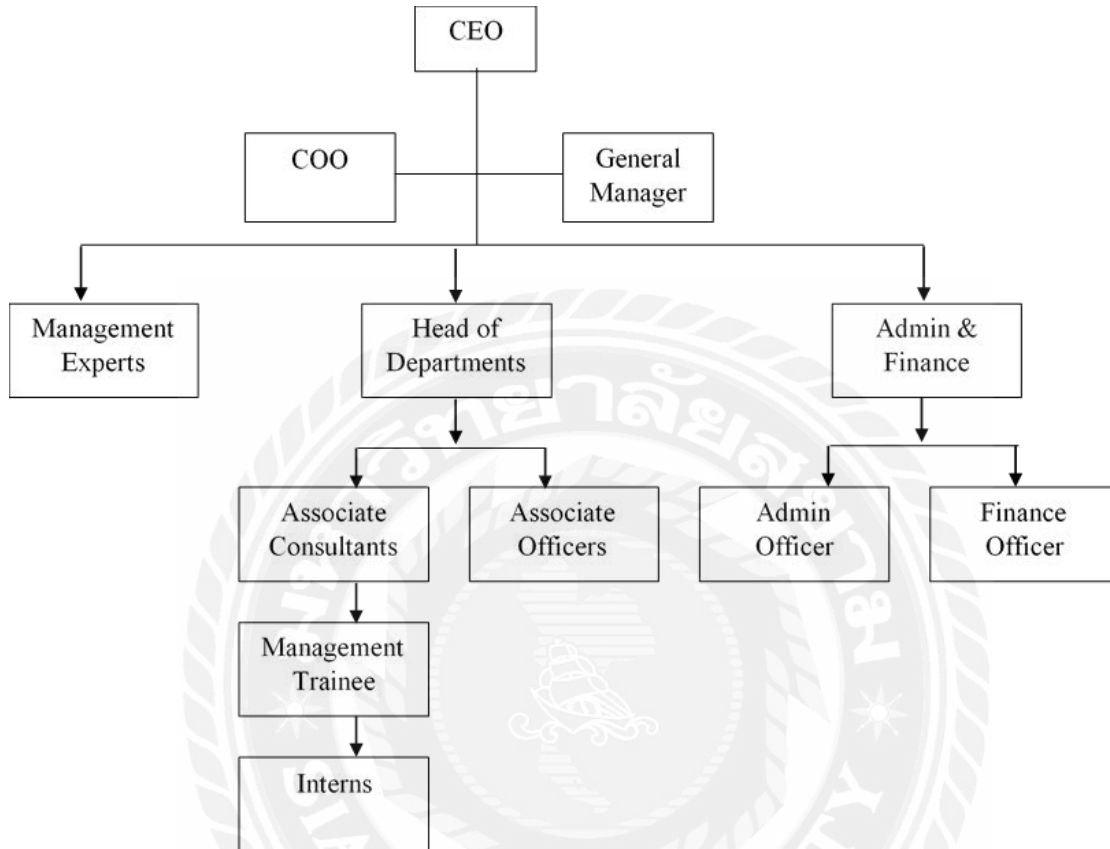 CEO
COO
General
Manager
Management
Experts
Head of
Departments
Admin &
Finance
Associate
Consultants
Associate
Officers
Admin
Officer
Finance
Officer
Management
Trainee
Interns